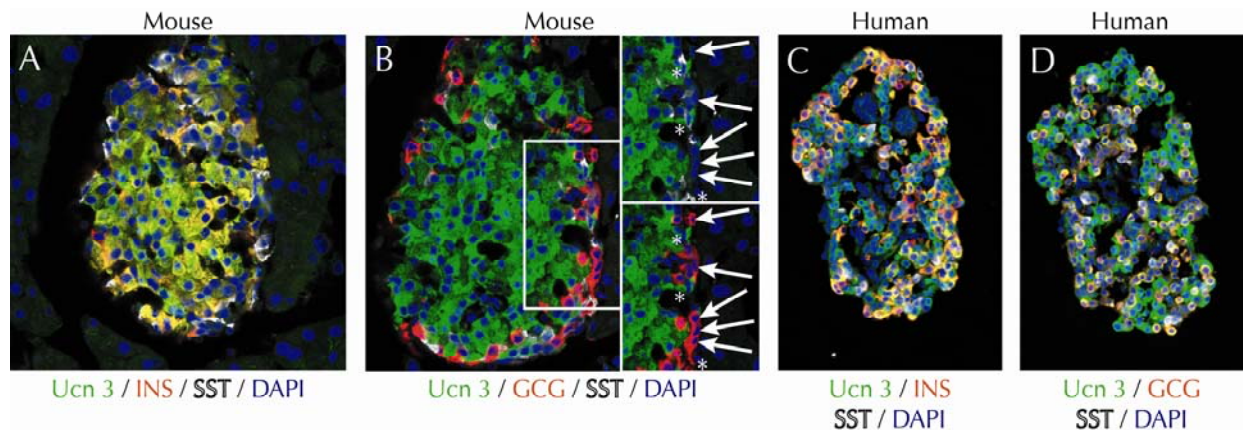 Mouse
Mouse
Human
Human
A
B
C
D
*
*
*
*
*
*
Ucn 3 / INS / SST / DAPI
Ucn 3 / GCG / SST / DAPI
Ucn 3 / INS
SST / DAPI
Ucn 3 / GCG
SST / DAPI